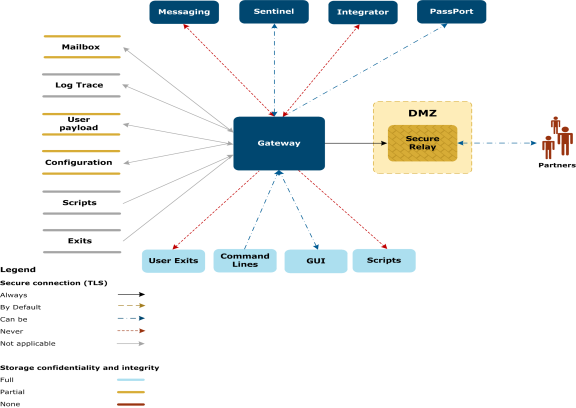 Messaging
Sentinel
Integrator
PassPort
Mailbox
Log Trace
User
payload
Configuration
Scripts
Exits
Gateway
DMZ
Secure
Relay
Partners
User Exits
Command
Lines
GUI
Scripts
Legend
Secure connection (TLS)
Always
By Default
Can be
Never
Not applicable
Storage confidentiality and integrity
Full
Partial
None